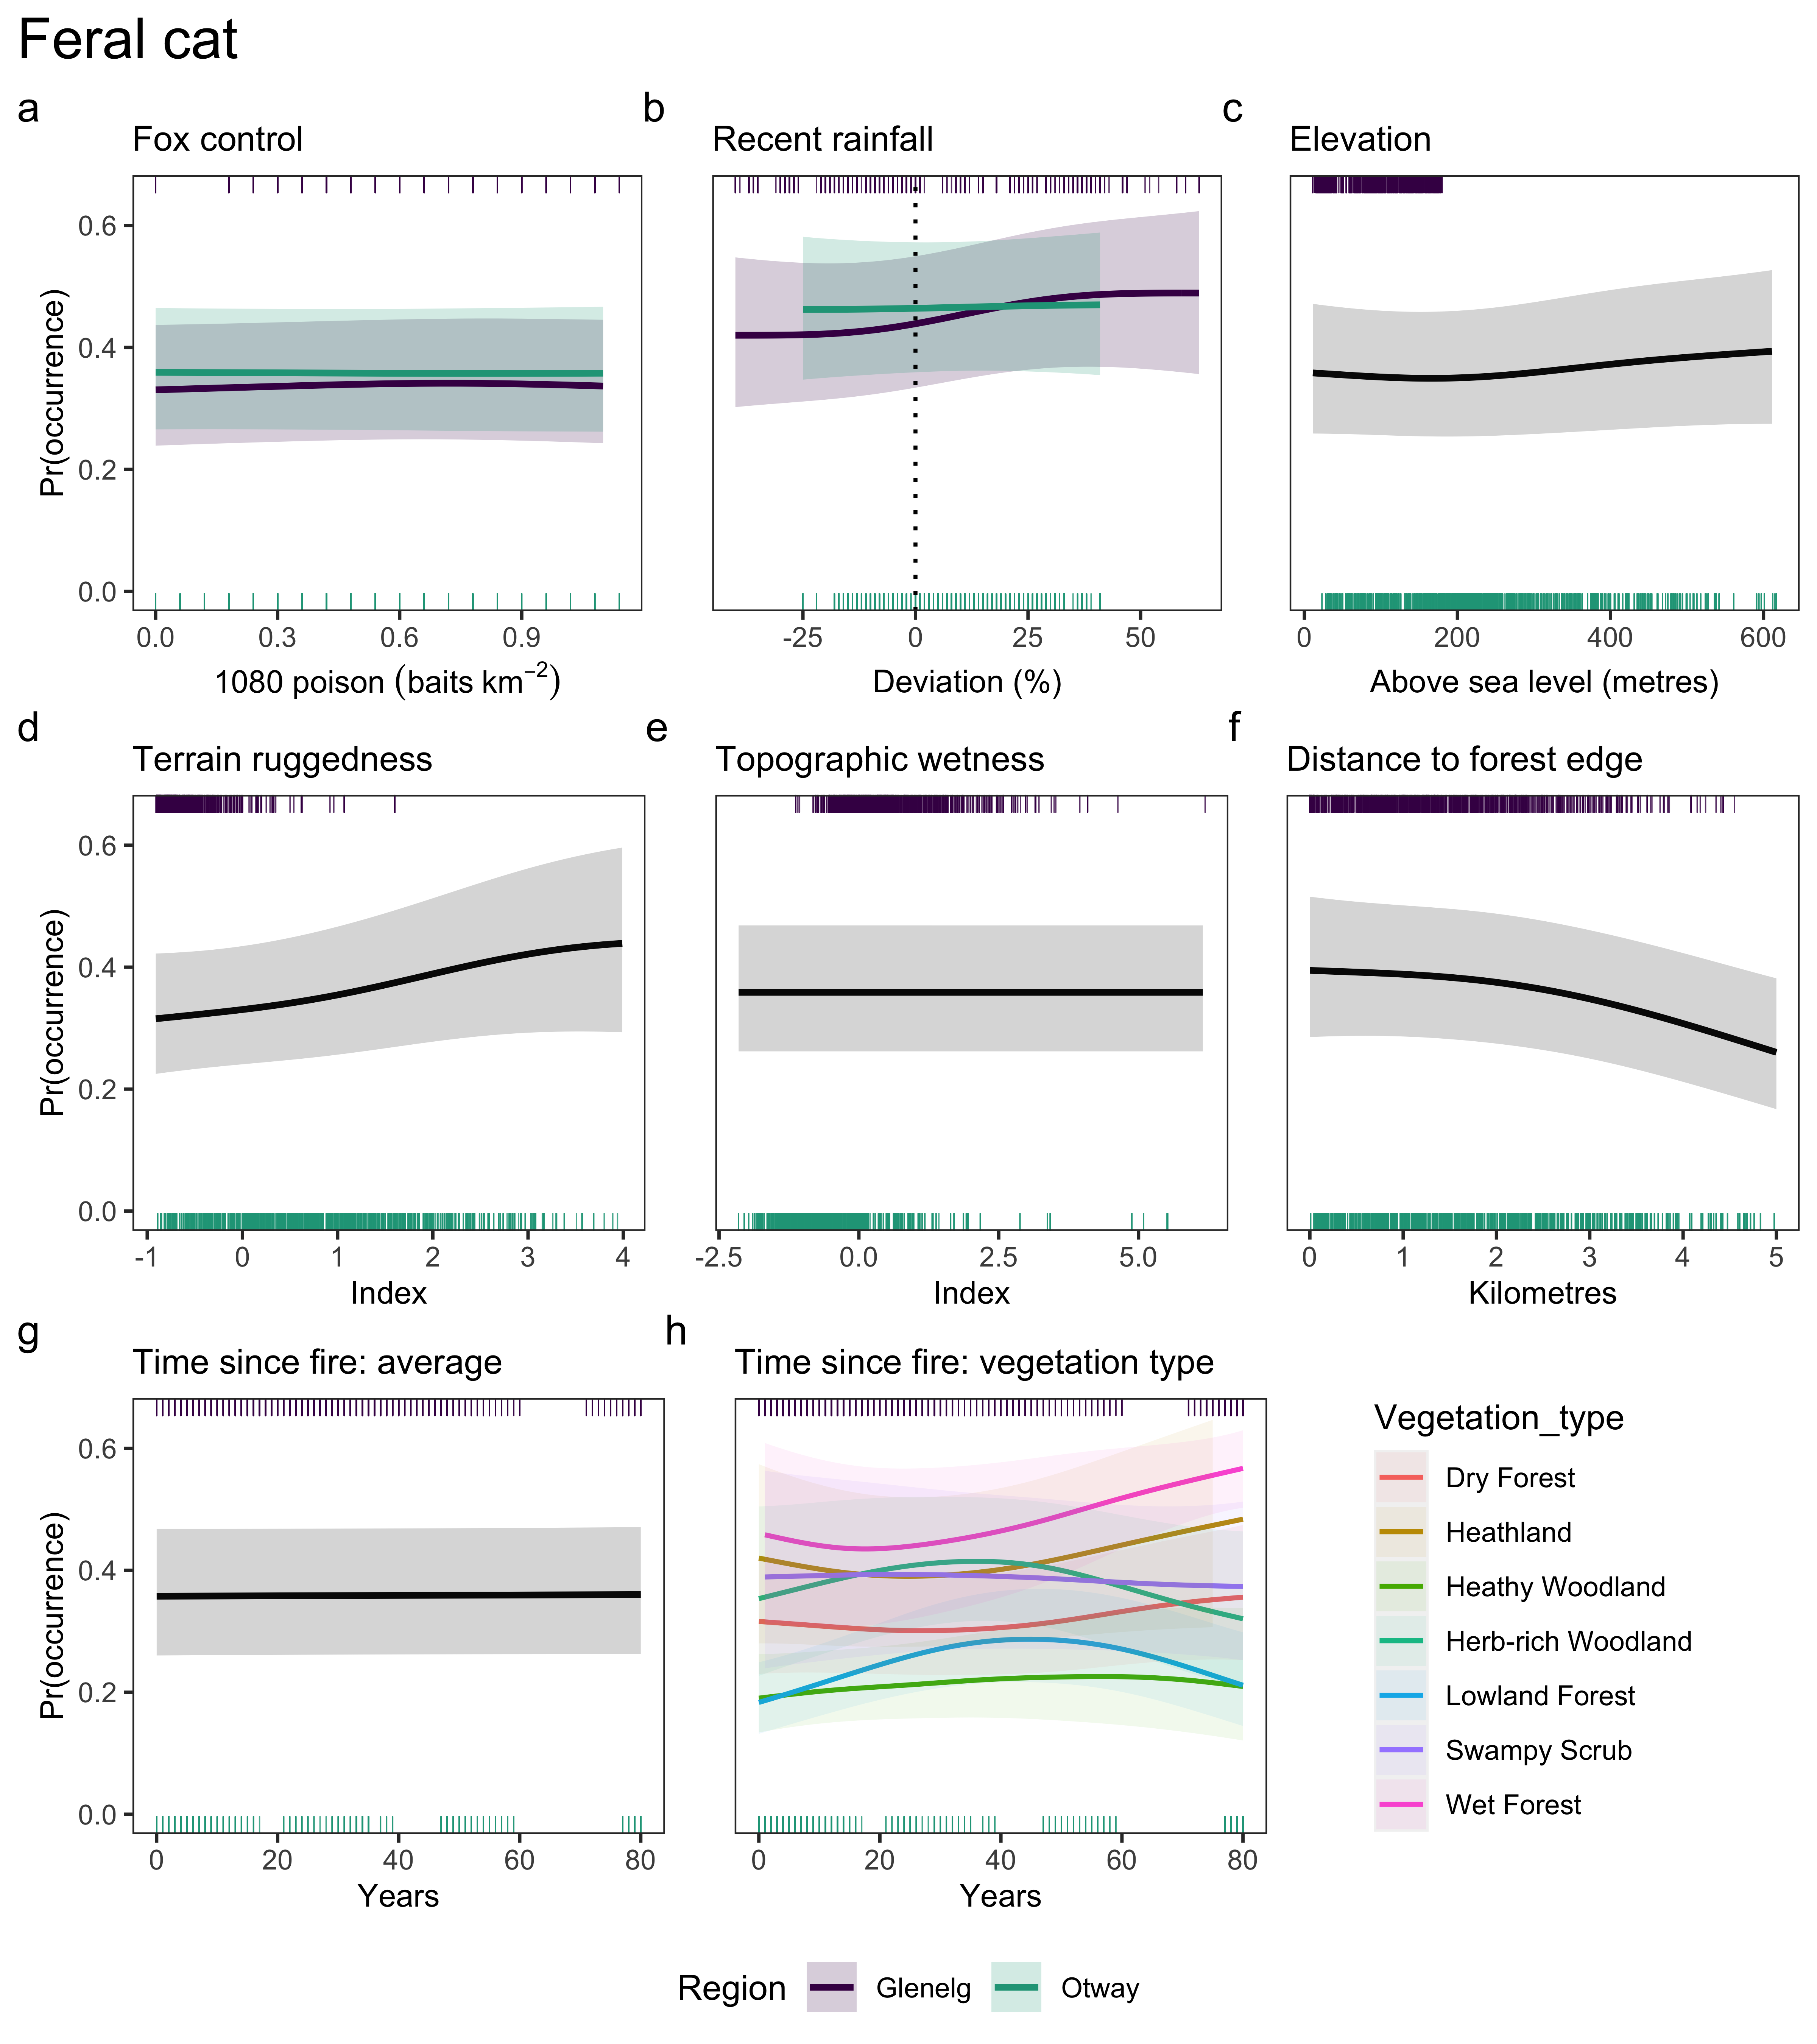 Feral cat
a
b
c
Fox control
Recent rainfall
Elevation
Pr(occurrence)
0.6
0.4
0.2
0.0
0.0 0.3 0.6 0.9
-25 0 25 50
0 200 400 600
1080 poison (baits km⁻²)
Deviation (%)
Above sea level (metres)
d
e
f
Terrain ruggedness
Topographic wetness
Distance to forest edge
Pr(occurrence)
0.6
0.4
0.2
0.0
-1 0 1 2 3 4
-2.5 0.0 2.5 5.0
0 1 2 3 4 5
Index
Index
Kilometres
g
h
Time since fire: average
Time since fire: vegetation type
Pr(occurrence)
0.6
0.4
0.2
0.0
0 20 40 60 80
0 20 40 60 80
Years
Years
Vegetation_type
Dry Forest
Heathland
Heathy Woodland
Herb-rich Woodland
Lowland Forest
Swampy Scrub
Wet Forest
Region Glenelg Otway